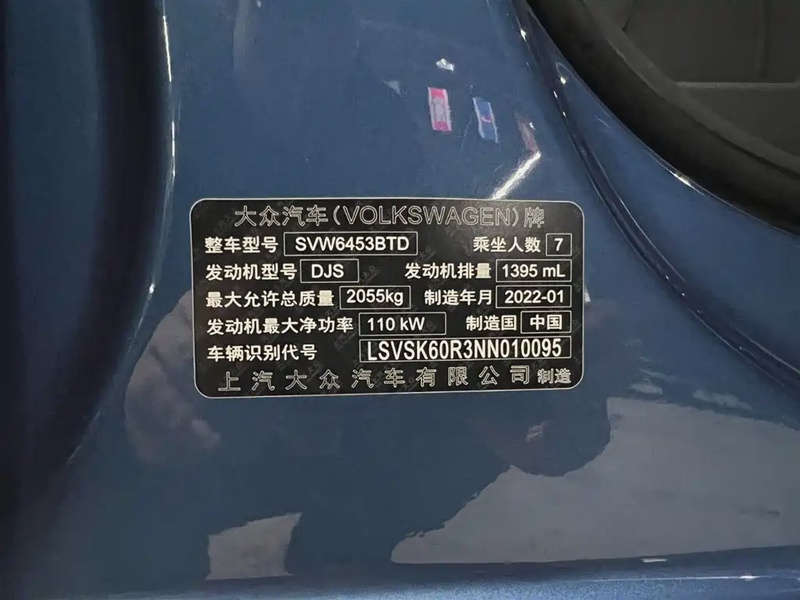 大众汽车(VOLKSWAGEN)牌
整车型号 SVW6453BTD 乘坐人数 7
发动机型号 DJS 发动机排量 1395 mL
最大允许总质量 2055kg 制造年月 2022-01
发动机最大净功率 110 kW 制造国 中国
车辆识别代号 LSVSK60R3NN010095
上汽大众汽车有限公司制造